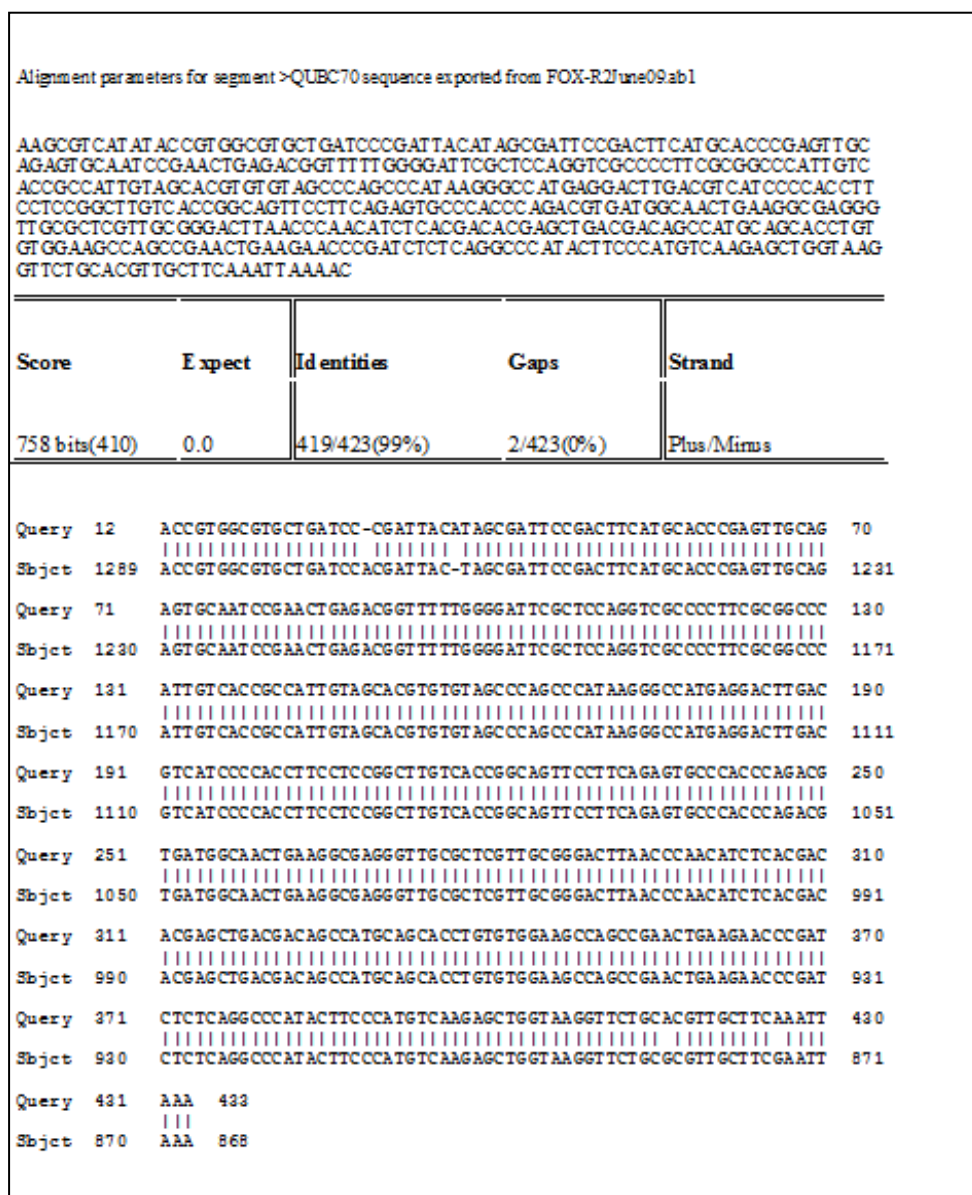 Alignment parameters for segment >QUBC70 sequence exported from FOX-R2June09.ab1
AAGCGTCATATACCGTGGCGTGCTGATCCCGATTACATAGCGATTCCGACTTCATGCACCCGAGTTGC
AGAGTGCAATCCGAACTGAGACGGTTTTTGGGGATTCGCTCCAGGTCGCCCCTTCGCGGCCCATTGTC
ACCGCCATTGTAGCACGTGTGTAGCCCAGCCCATAAGGGCCATGAGGACTTGACGTCATCCCCACCTT
CCTCCGGCTTGTCACCGGCAGTTCCTTCAGAGTGCCCACCCAGACGTGATGGCAACTGAAGGCGAGGG
TTGCGCTCGTTGCGGGACTTAACCCAACATCTCACGACACGAGCTGACGACAGCCATGCAGCACCTGT
GTGGAAGCCAGCCGAACTGAAGAACCCGATCTCTCAGGCCCATACTTCCCATGTCAAGAGCTGGTAAG
GTTCTGCACGTTGCTTCAAATTAAAAC
Score Expect Identities Gaps Strand
758 bits(410) 0.0 419/423(99%) 2/423(0%) Plus/Minus
Query 12 ACCGTGGCGTGCTGATCC-CGATTACATAGCGATTCCGACTTCATGCACCCGAGTTGCAG 70
Sbjct 1289 ACCGTGGCGTGCTGATCCACGATTAC-TAGCGATTCCGACTTCATGCACCCGAGTTGCAG 1231
Query 71 AGTGCAATCCGAACTGAGACGGTTTTTGGGGATTCGCTCCAGGTCGCCCCTTCGCGGCCC 130
Sbjct 1230 AGTGCAATCCGAACTGAGACGGTTTTTGGGGATTCGCTCCAGGTCGCCCCTTCGCGGCCC 1171
Query 131 ATTGTCACCGCCATTGTAGCACGTGTGTAGCCCAGCCCATAAGGGCCATGAGGACTTGAC 190
Sbjct 1170 ATTGTCACCGCCATTGTAGCACGTGTGTAGCCCAGCCCATAAGGGCCATGAGGACTTGAC 1111
Query 191 GTCATCCCCACCTTCCTCCGGCTTGTCACCGGCAGTTCCTTCAGAGTGCCCACCCAGACG 250
Sbjct 1110 GTCATCCCCACCTTCCTCCGGCTTGTCACCGGCAGTTCCTTCAGAGTGCCCACCCAGACG 1051
Query 251 TGATGGCAACTGAAGGCGAGGGTTGCGCTCGTTGCGGGACTTAACCCAACATCTCACGAC 310
Sbjct 1050 TGATGGCAACTGAAGGCGAGGGTTGCGCTCGTTGCGGGACTTAACCCAACATCTCACGAC 991
Query 311 ACGAGCTGACGACAGCCATGCAGCACCTGTGTGGAAGCCAGCCGAACTGAAGAACCCGAT 370
Sbjct 990 ACGAGCTGACGACAGCCATGCAGCACCTGTGTGGAAGCCAGCCGAACTGAAGAACCCGAT 931
Query 371 CTCTCAGGCCCATACTTCCCATGTCAAGAGCTGGTAAGGTTCTGCACGTTGCTTCAAATT 430
Sbjct 930 CTCTCAGGCCCATACTTCCCATGTCAAGAGCTGGTAAGGTTCTGCGCGTTGCTTCGAATT 871
Query 431 AAA 433
Sbjct 870 AAA 868